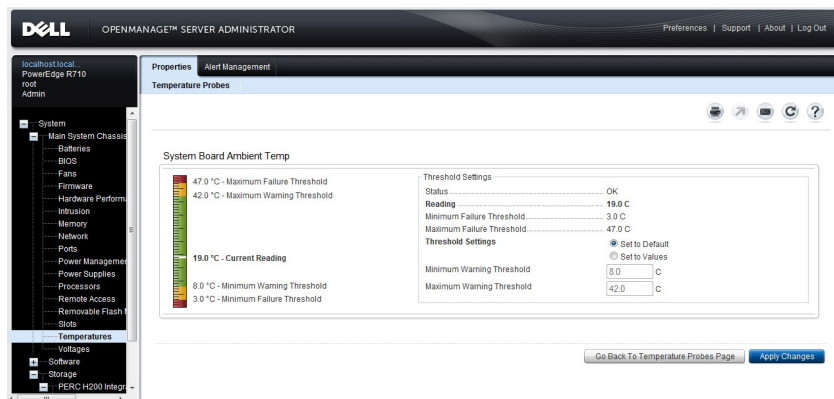 DELL
OPENMANAGE™ SERVER ADMINISTRATOR
Preferences | Support | About | Log Out
localhost.local...
PowerEdge R710
root
Admin
Properties
Alert Management
Temperature Probes
System
Main System Chassis
Batteries
BIOS
Fans
Firmware
Hardware Performa
Intrusion
Memory
Network
Ports
Power Managemer
Power Supplies
Processors
Remote Access
Removable Flash
Slots
Temperatures
Voltages
Software
Storage
PERC H200 Integr
System Board Ambient Temp
47.0 °C - Maximum Failure Threshold
42.0 °C - Maximum Warning Threshold
19.0 °C - Current Reading
8.0 °C - Minimum Warning Threshold
3.0 °C - Minimum Failure Threshold
Threshold Settings
Status OK
Reading 19.0 C
Minimum Failure Threshold 3.0 C
Maximum Failure Threshold 47.0 C
Threshold Settings Set to Default
Set to Values
Minimum Warning Threshold 8.0 C
Maximum Warning Threshold 42.0 C
Go Back To Temperature Probes Page
Apply Changes